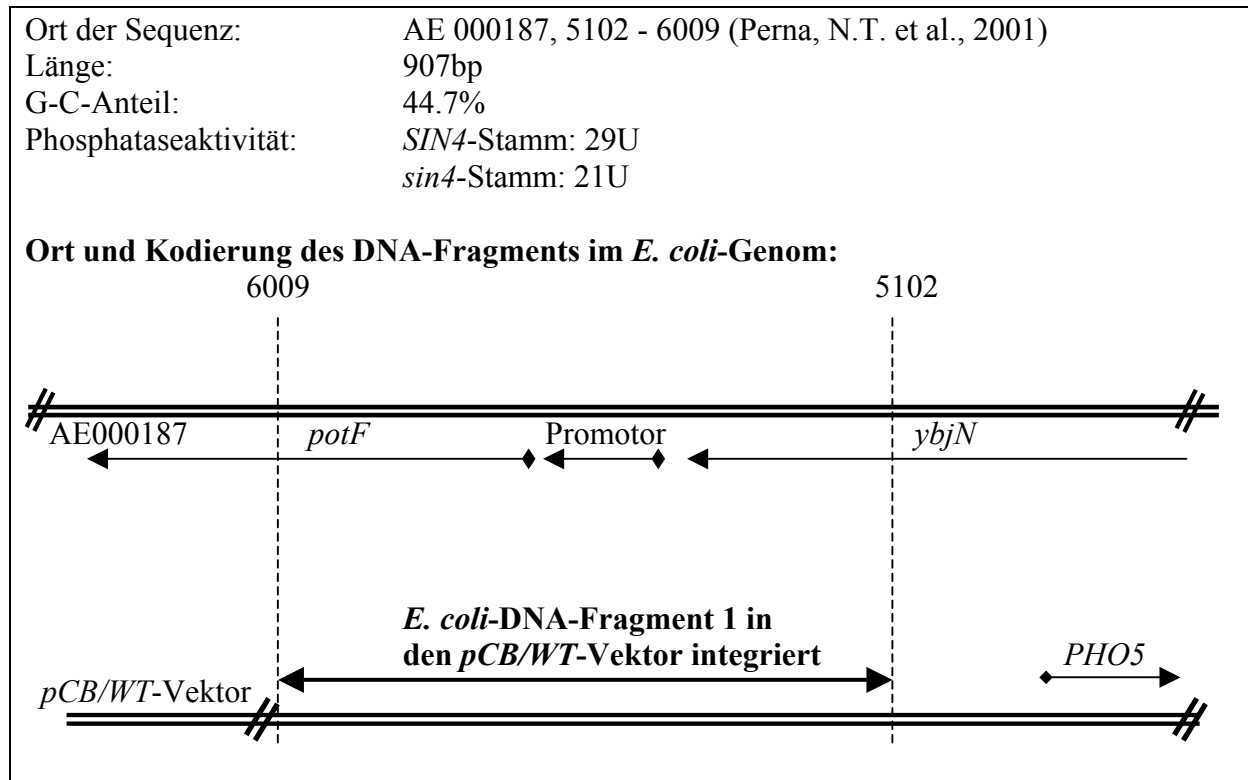 Ort der Sequenz: AE 000187, 5102 - 6009 (Perna, N.T. et al., 2001)
Länge: 907bp
G-C-Anteil: 44.7%
Phosphataseaktivität: SIN4-Stamm: 29U
sin4-Stamm: 21U
Ort und Kodierung des DNA-Fragments im E. coli-Genom:
6009 5102
AE000187 potF Promotor ybjN
E. coli-DNA-Fragment 1 in
den pCB/WT-Vektor integriert PHO5
pCB/WT-Vektor